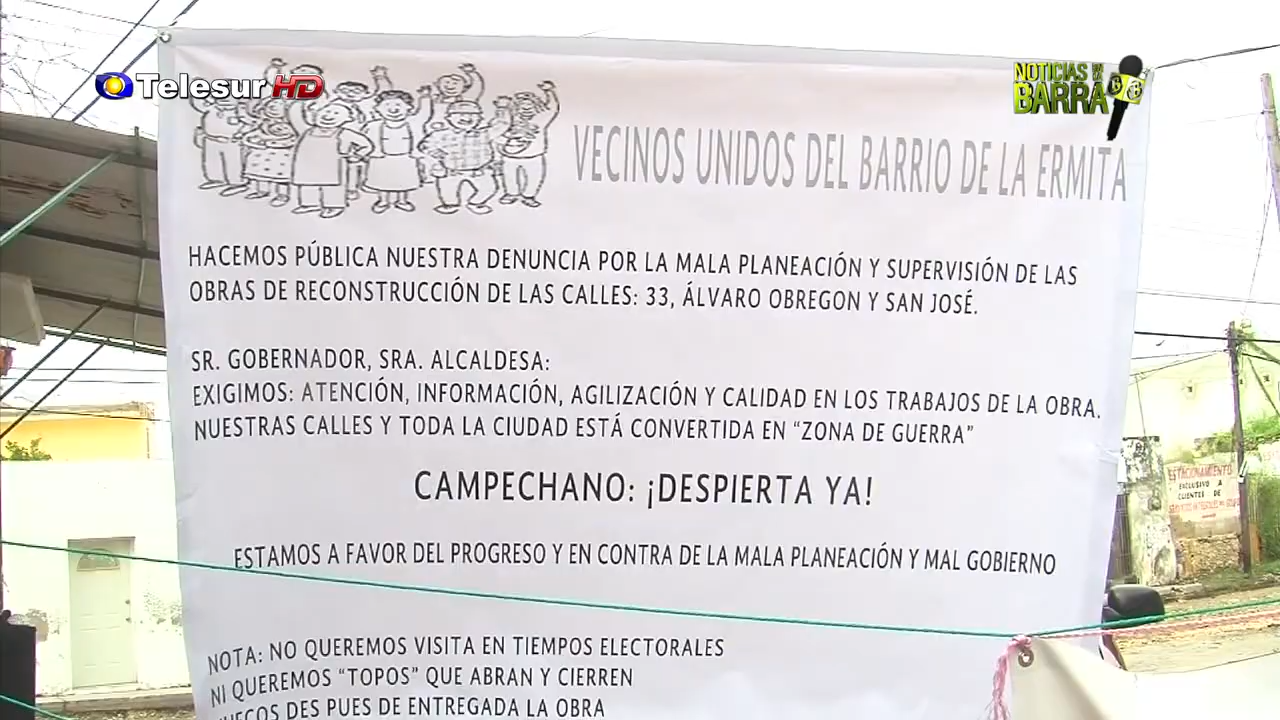 Telesur HD
NOTICIAS EN
BARRA
VECINOS UNIDOS DEL BARRIO DE LA ERMITA
HACEMOS PÚBLICA NUESTRA DENUNCIA POR LA MALA PLANEACIÓN Y SUPERVISIÓN DE LAS
OBRAS DE RECONSTRUCCIÓN DE LAS CALLES: 33, ÁLVARO OBREGON Y SAN JOSÉ.
SR. GOBERNADOR, SRA. ALCALDESA:
EXIGIMOS: ATENCIÓN, INFORMACIÓN, AGILIZACIÓN Y CALIDAD EN LOS TRABAJOS DE LA OBRA.
NUESTRAS CALLES Y TODA LA CIUDAD ESTÁ CONVERTIDA EN “ZONA DE GUERRA”
CAMPECHANO: ¡DESPIERTA YA!
ESTAMOS A FAVOR DEL PROGRESO Y EN CONTRA DE LA MALA PLANEACIÓN Y MAL GOBIERNO
NOTA: NO QUEREMOS VISITA EN TIEMPOS ELECTORALES
NI QUEREMOS “TOPOS” QUE ABRAN Y CIERREN
DES PUES DE ENTREGADA LA OBRA
ESTACIONAMIENTO
EXCLUSIVO A
CLIENTES DE